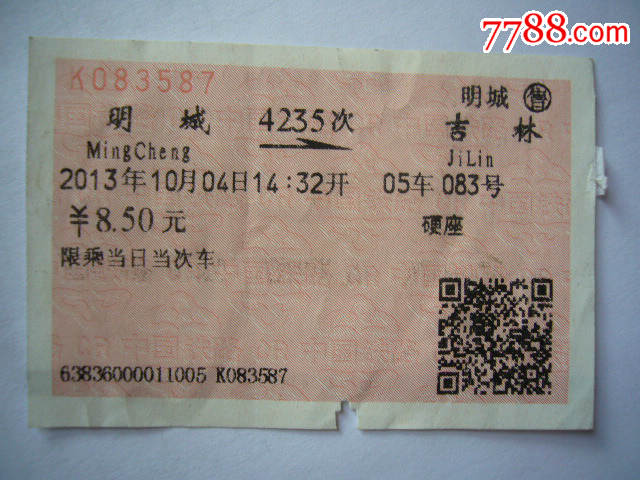 7788.com
K083587
明城 ㊝售
明城 4235次 吉林
MingCheng JiLin
2013年10月04日14:32开 05车083号
￥8.50元 硬座
限乘当日当次车
63836000011005 K083587